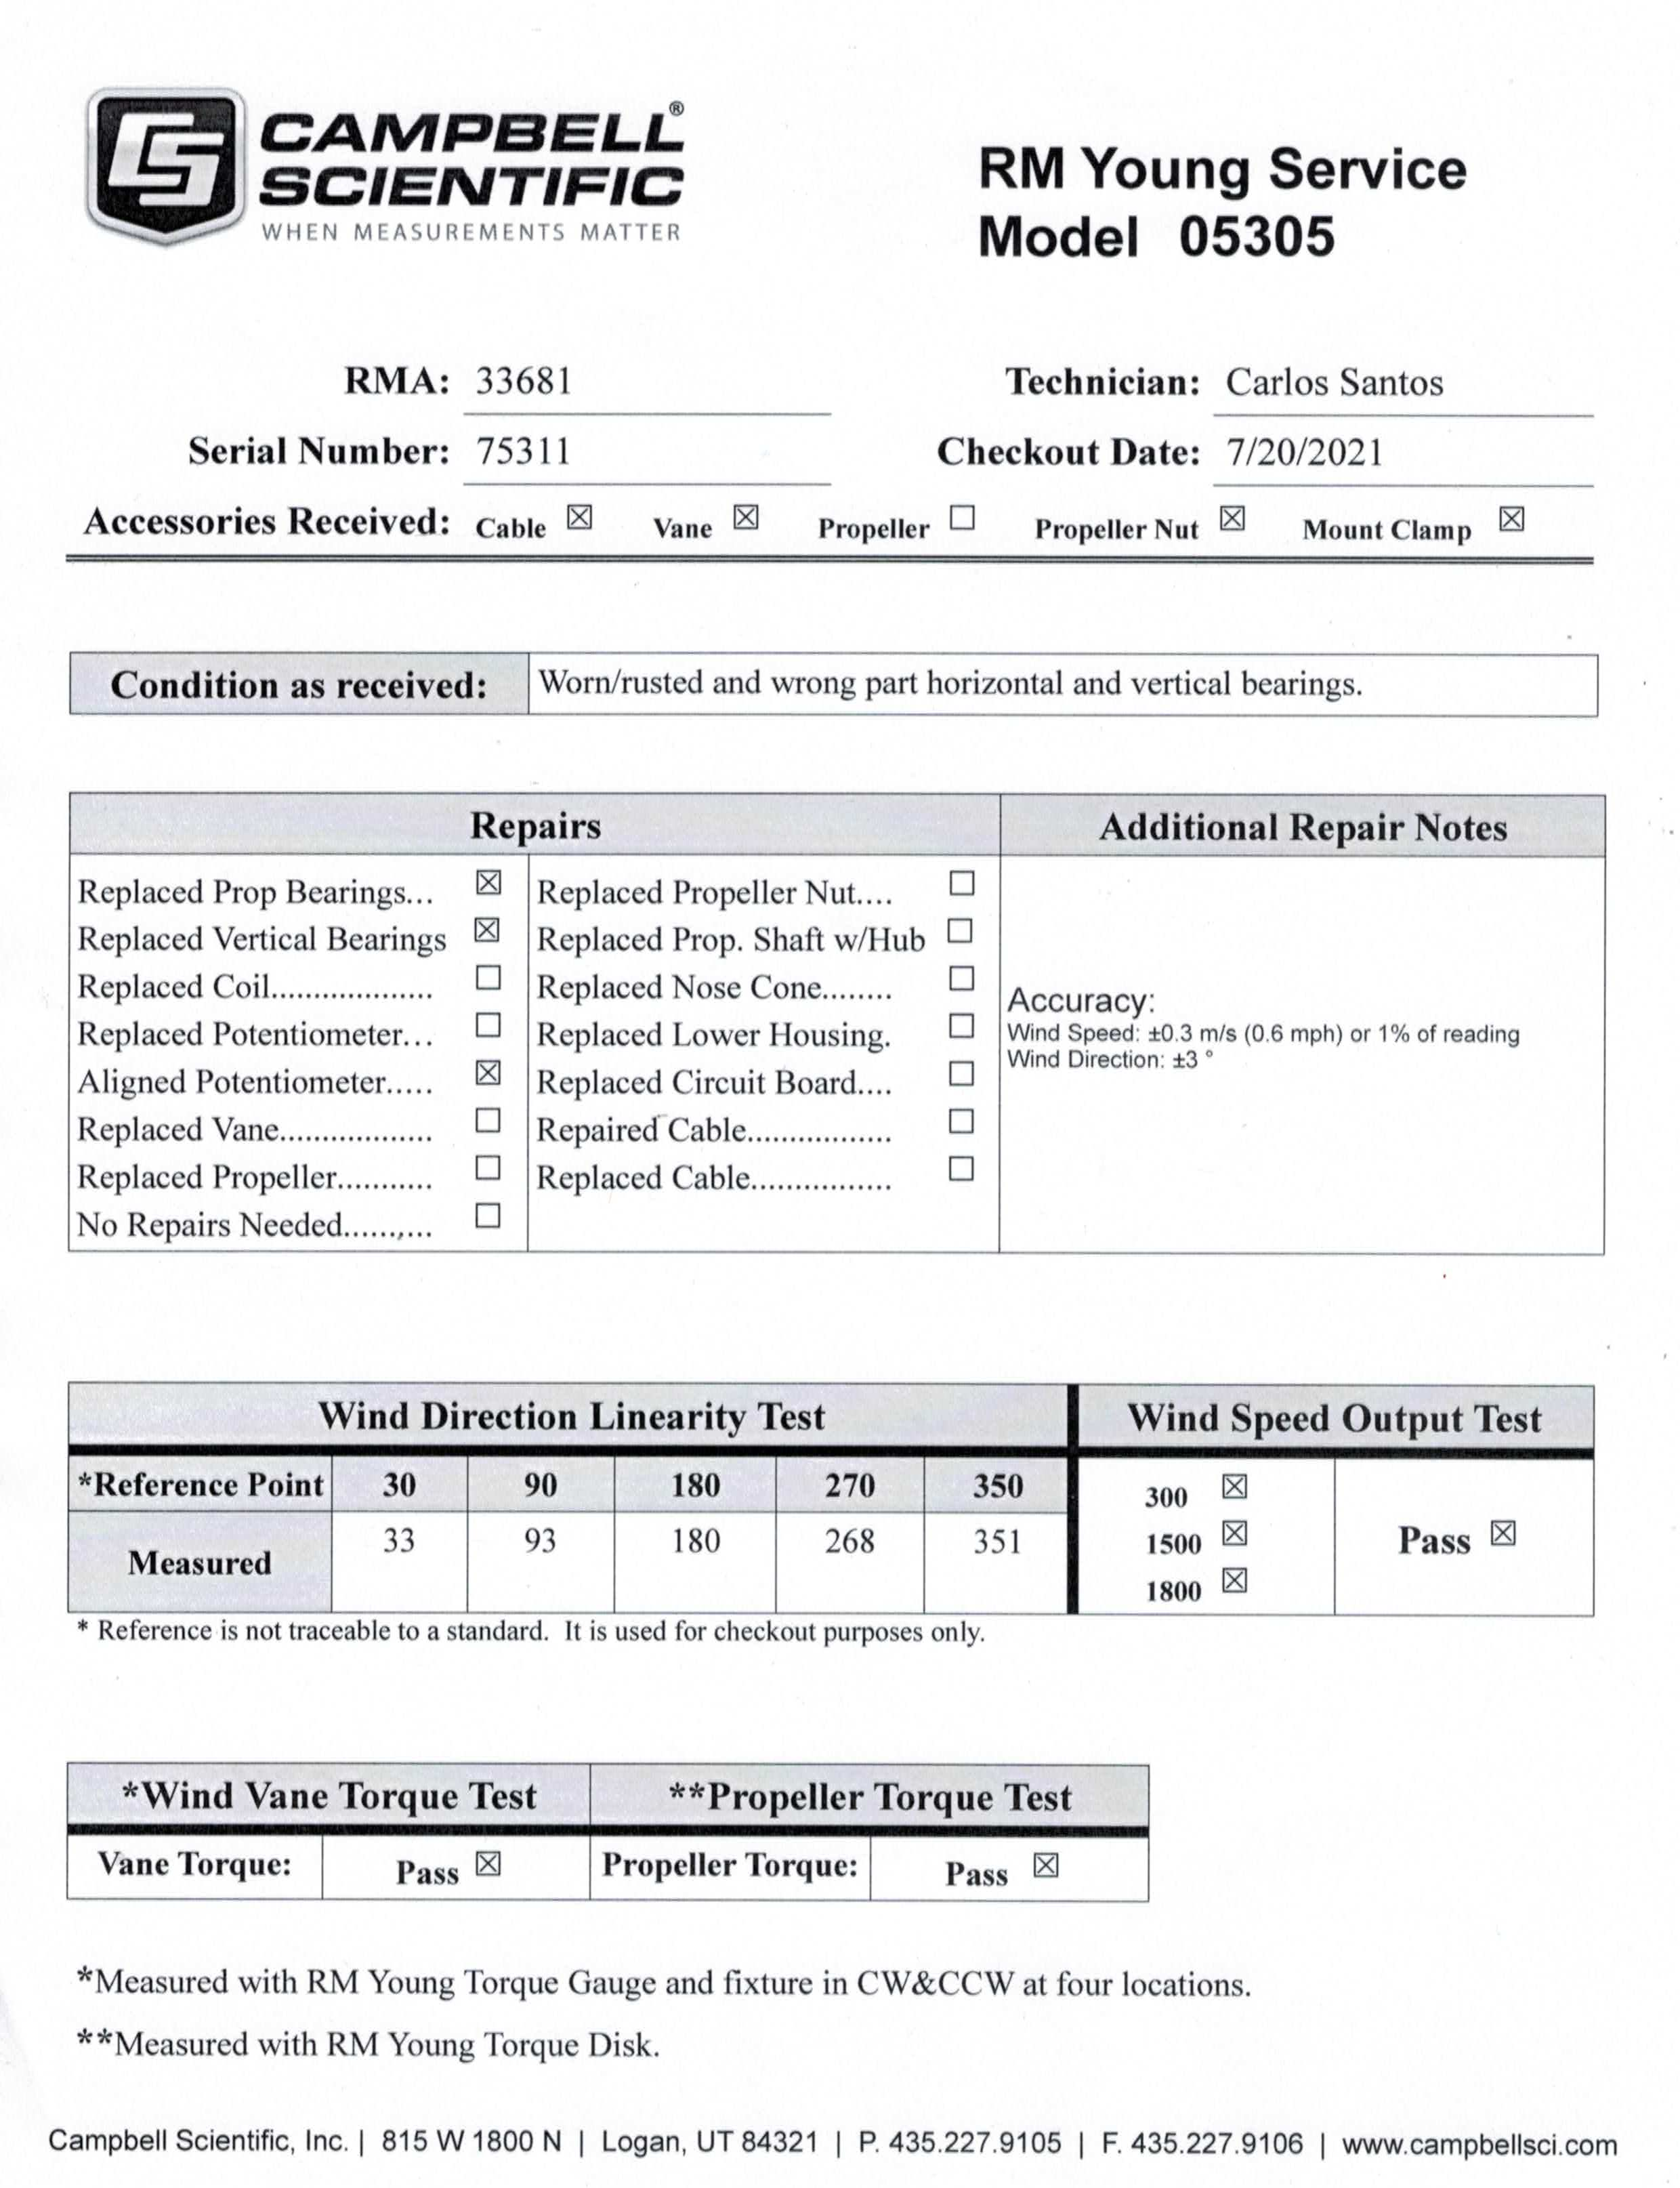 CAMPBELL®
SCIENTIFIC
WHEN MEASUREMENTS MATTER
RM Young Service
Model 05305
RMA: 33681 Technician: Carlos Santos
Serial Number: 75311 Checkout Date: 7/20/2021
Accessories Received: Cable ☒ Vane ☒ Propeller ☐ Propeller Nut ☒ Mount Clamp ☒
Condition as received: Worn/rusted and wrong part horizontal and vertical bearings.
Repairs Additional Repair Notes
Replaced Prop Bearings... ☒ Replaced Propeller Nut.... ☐
Replaced Vertical Bearings ☒ Replaced Prop. Shaft w/Hub ☐
Replaced Coil.................. ☐ Replaced Nose Cone........ ☐
Replaced Potentiometer... ☐ Replaced Lower Housing. ☐
Aligned Potentiometer..... ☒ Replaced Circuit Board.... ☐
Replaced Vane................. ☐ Repaired Cable................ ☐
Replaced Propeller........... ☐ Replaced Cable................ ☐
No Repairs Needed.......... ☐
Accuracy:
Wind Speed: ±0.3 m/s (0.6 mph) or 1% of reading
Wind Direction: ±3 °
Wind Direction Linearity Test Wind Speed Output Test
*Reference Point 30 90 180 270 350
Measured 33 93 180 268 351
300 ☒
1500 ☒ Pass ☒
1800 ☒
* Reference is not traceable to a standard. It is used for checkout purposes only.
*Wind Vane Torque Test **Propeller Torque Test
Vane Torque: Pass ☒ Propeller Torque: Pass ☒
*Measured with RM Young Torque Gauge and fixture in CW&CCW at four locations.
**Measured with RM Young Torque Disk.
Campbell Scientific, Inc. | 815 W 1800 N | Logan, UT 84321 | P. 435.227.9105 | F. 435.227.9106 | www.campbellsci.com